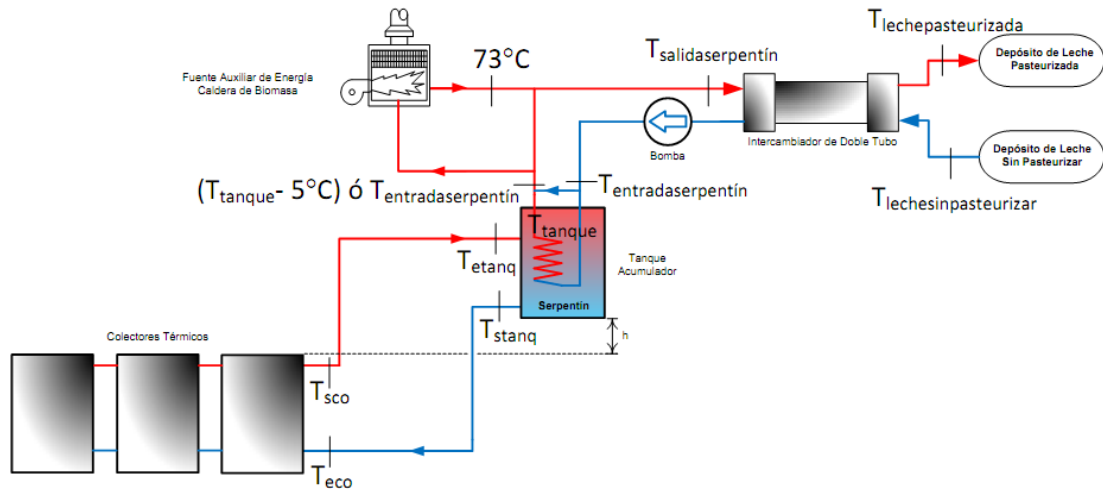 Fuente Auxiliar de Energía
Caldera de Biomasa
73°C
Tsalidaserpentín
Tlechepasteurizada
Depósito de Leche
Pasteurizada
Intercambiador de Doble Tubo
Bomba
Depósito de Leche
Sin Pasteurizar
Tlechesinpasteurizar
(Ttanque- 5°C) ó Tentradaserpentín
Tentradaserpentín
Ttanque
Tetanq
Tanque
Acumulador
Serpentín
Tstanq
h
Colectores Térmicos
Tsco
Teco